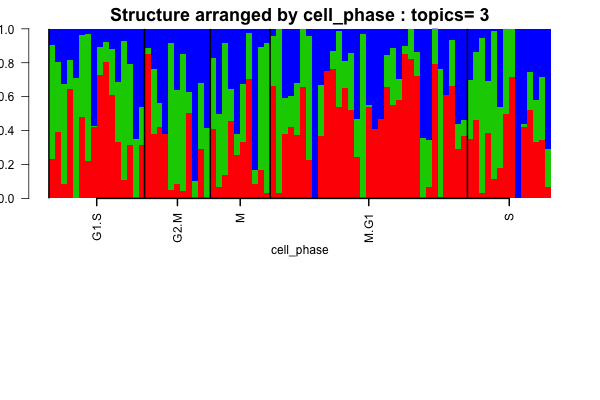 Structure arranged by cell_phase : topics= 3
1.0
0.8
0.6
0.4
0.2
0.0
G1.S
G2.M
M
M.G1
S
cell_phase